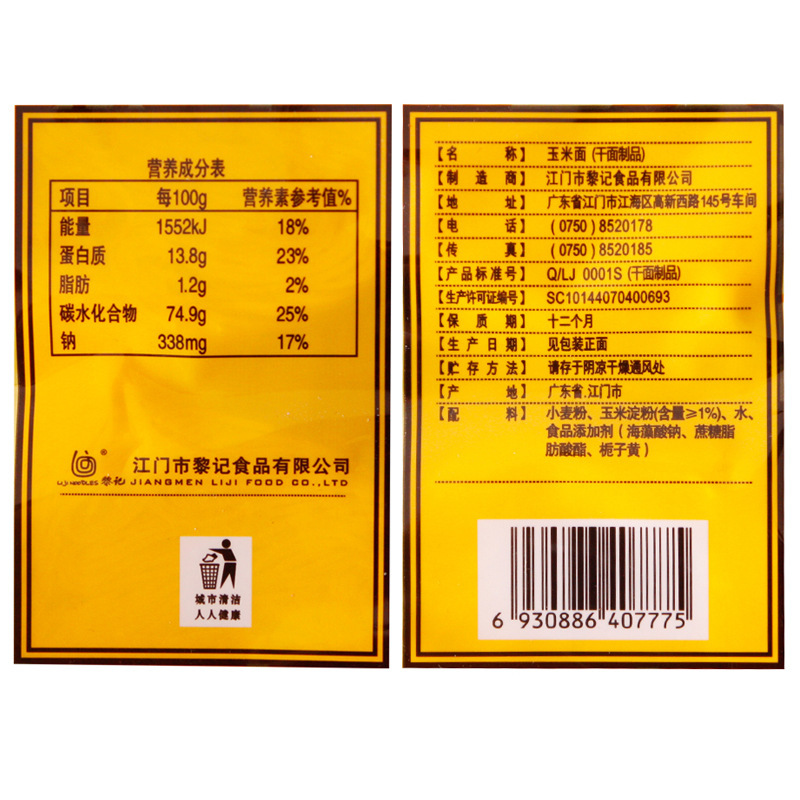 营养成分表
项目 每100g 营养素参考值%
能量 1552kJ 18%
蛋白质 13.8g 23%
脂肪 1.2g 2%
碳水化合物 74.9g 25%
钠 338mg 17%
LIJI NOODLES 黎记 ®
江门市黎记食品有限公司
JIANGMEN LIJI FOOD CO.,LTD
城市清洁
人人健康
【名称】 玉米面 (干面制品)
【制造商】 江门市黎记食品有限公司
【地址】 广东省江门市江海区高新西路145号车间
【电话】 (0750)8520178
【传真】 (0750)8520185
【产品标准号】 Q/LJ 0001S (干面制品)
【生产许可证编号】 SC10144070400693
【保质期】 十二个月
【生产日期】 见包装正面
【贮存方法】 请存于阴凉干燥通风处
【产地】 广东省.江门市
【配料】 小麦粉、玉米淀粉(含量≥1%)、水、
食品添加剂(海藻酸钠、蔗糖脂
肪酸酯、栀子黄)
6 930886 407775